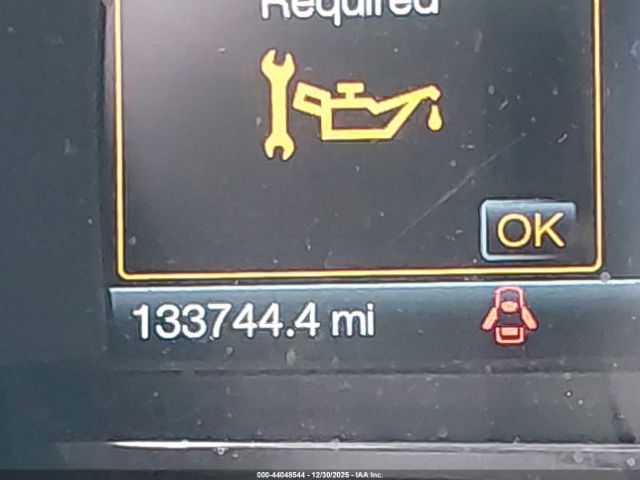 Required
OK
133744.4 mi
000-44048544 - 12/30/2025 - IAA Inc.